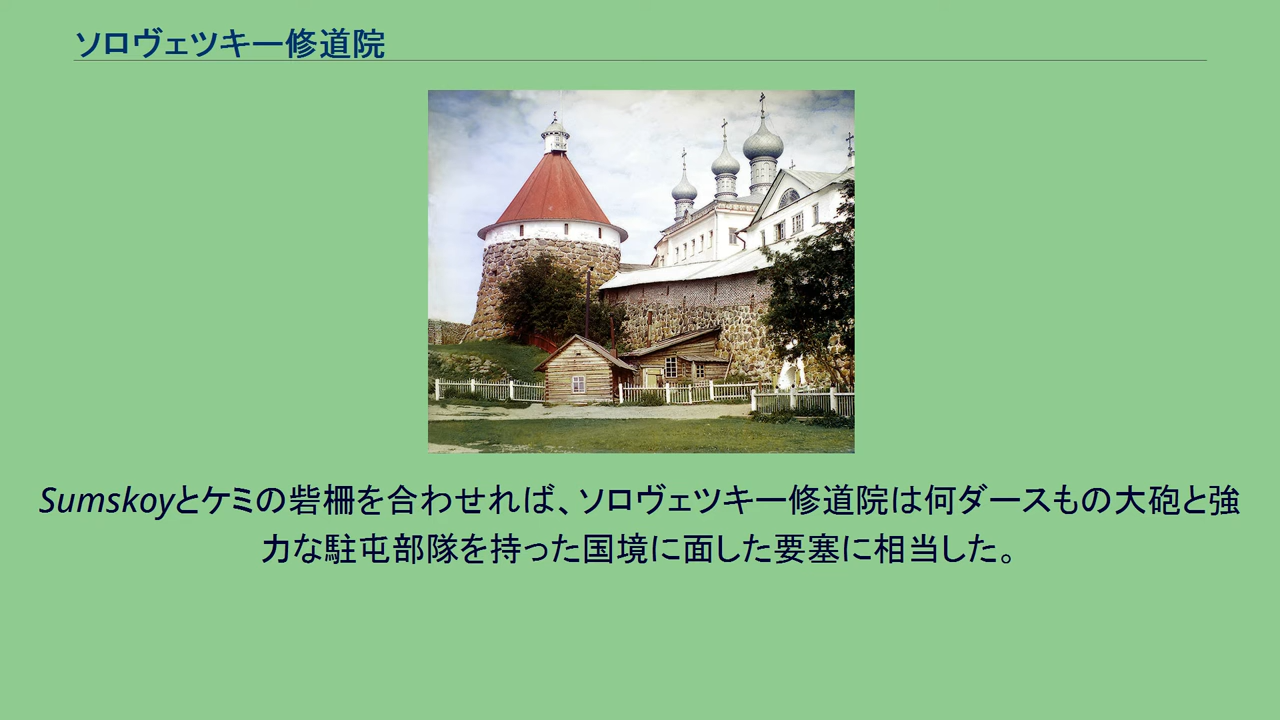 ソロヴェツキー修道院
Sumskoyとケミの砦柵を合わせれば、ソロヴェツキー修道院は何ダースもの大砲と強
力な駐屯部隊を持った国境に面した要塞に相当した。